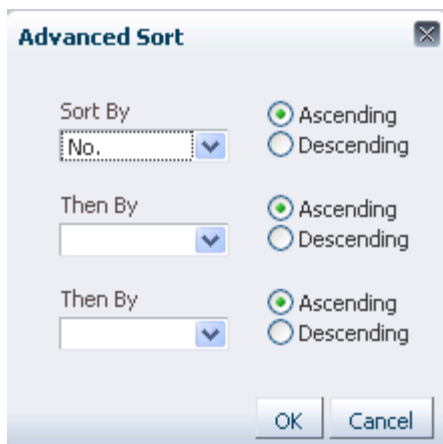 Advanced Sort
Sort By
Ascending
No.
Descending
Then By
Ascending
Descending
Then By
Ascending
Descending
OK Cancel